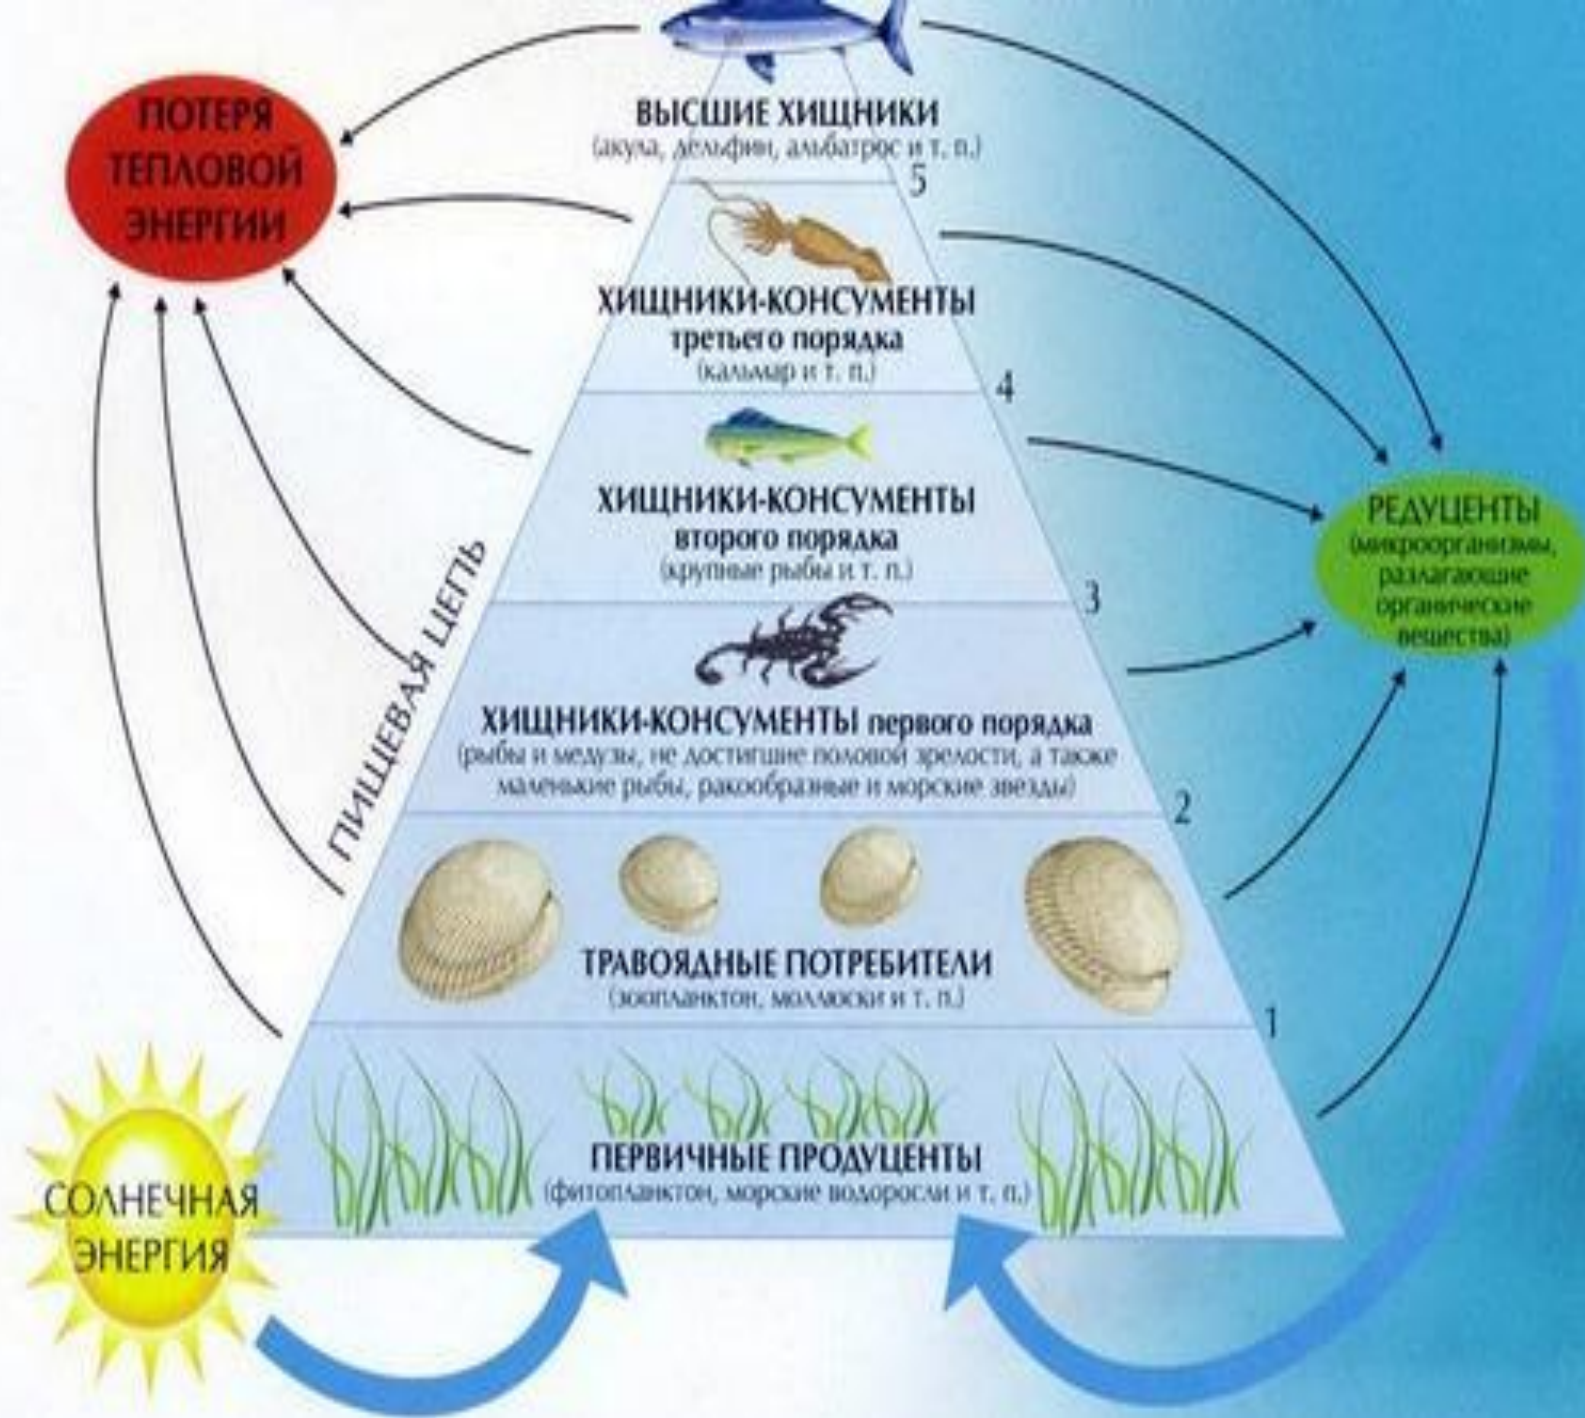 ПОТЕРЯ
ТЕПЛОВОЙ
ЭНЕРГИИ
ВЫСШИЕ ХИЩНИКИ
(акула, дельфин, альбатрос и т. п.)
5
ХИЩНИКИ-КОНСУМЕНТЫ
третьего порядка
(кальмар и т. п.)
4
ХИЩНИКИ-КОНСУМЕНТЫ
второго порядка
(крупные рыбы и т. п.)
3
РЕДУЦЕНТЫ
(микроорганизмы,
разлагающие
органические
вещества)
ПИЩЕВАЯ ЦЕПЬ
ХИЩНИКИ-КОНСУМЕНТЫ первого порядка
(рыбы и медузы, не достигшие половой зрелости, а также
маленькие рыбы, ракообразные и морские звезды)
2
ТРАВОЯДНЫЕ ПОТРЕБИТЕЛИ
(зоопланктон, моллюски и т. п.)
1
ПЕРВИЧНЫЕ ПРОДУЦЕНТЫ
(фитопланктон, морские водоросли и т. п.)
СОЛНЕЧНАЯ
ЭНЕРГИЯ